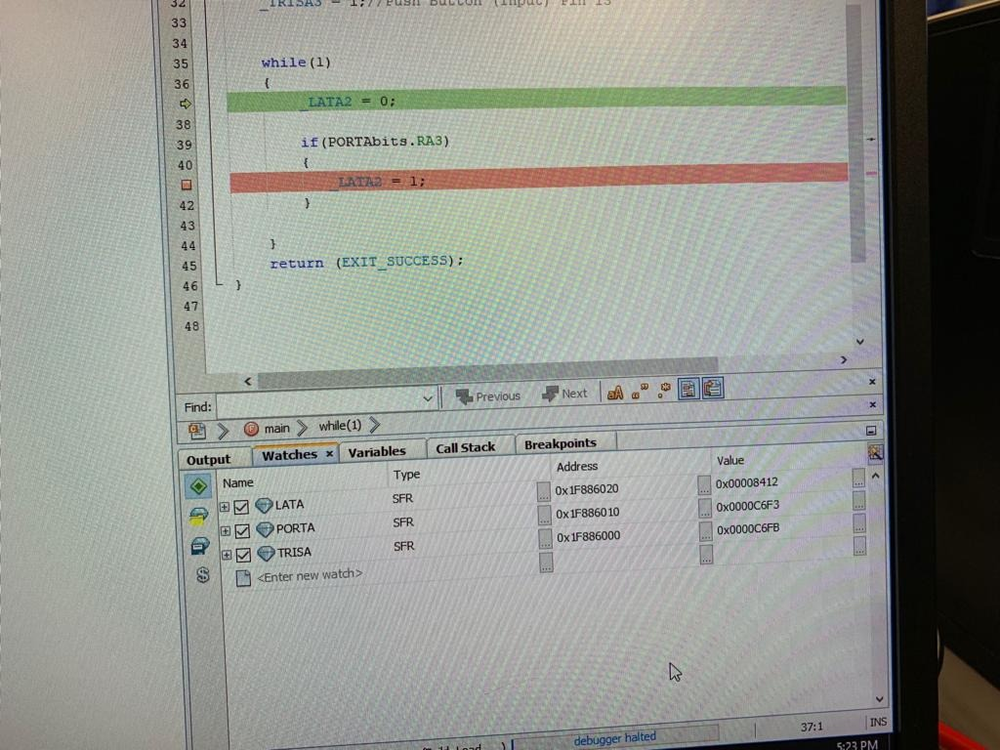 32 _TRISA3 = 1;//Push Button (Input) Pin 15
33
34
35 while(1)
36 {
_LATA2 = 0;
38
39 if(PORTAbits.RA3)
40 {
_LATA2 = 1;
42 }
43
44 }
45 return (EXIT_SUCCESS);
46 }
47
48
Find: Previous Next
main while(1)
Output Watches x Variables Call Stack Breakpoints
Name Type Address Value
LATA SFR 0x1F886020 0x00008412
PORTA SFR 0x1F886010 0x0000C6F3
TRISA SFR 0x1F886000 0x0000C6FB
<Enter new watch>
debugger halted 37:1 INS
5:23 PM